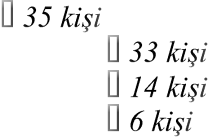 ▯ 35 kişi
▯ 33 kişi
▯ 14 kişi
▯ 6 kişi